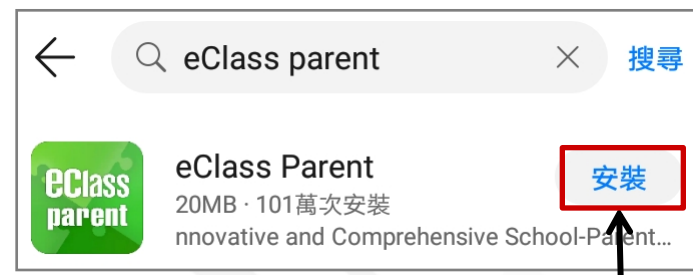 eClass parent 搜尋
eClass
parent
eClass Parent
安裝
20MB · 101萬次安裝
nnovative and Comprehensive School-Parent...